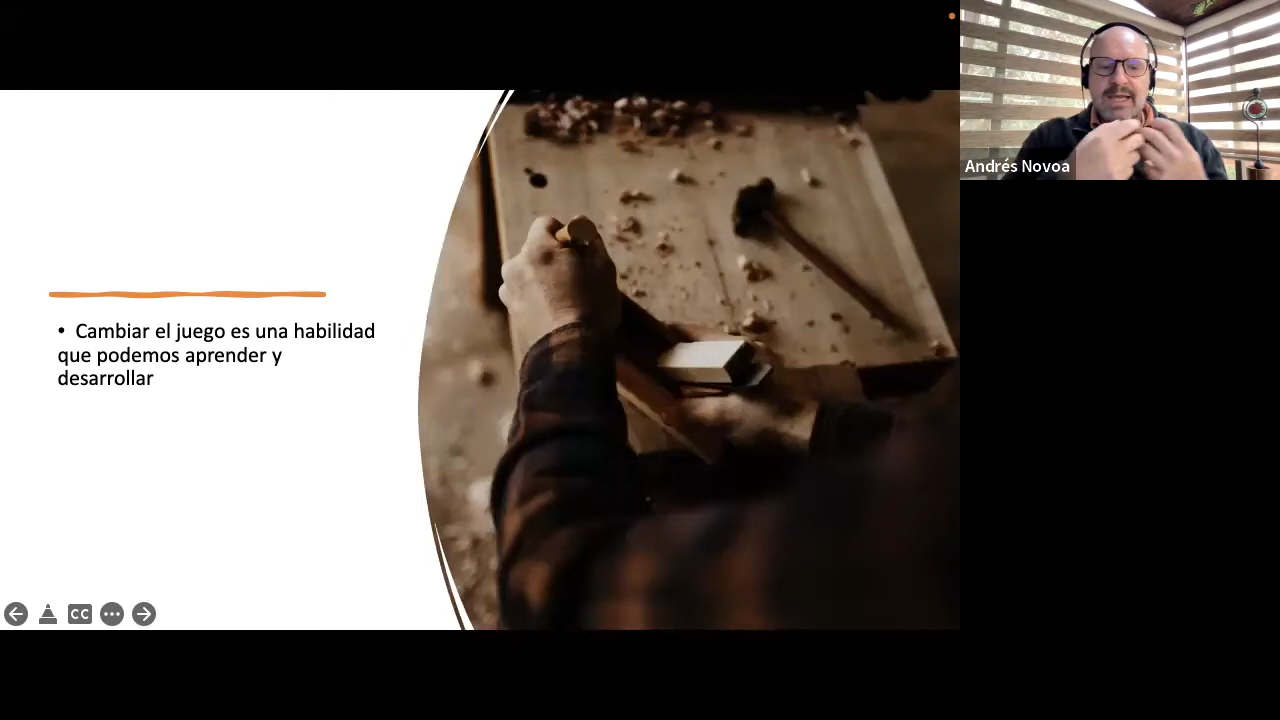 Andrés Novoa
• Cambiar el juego es una habilidad
que podemos aprender y
desarrollar
CC